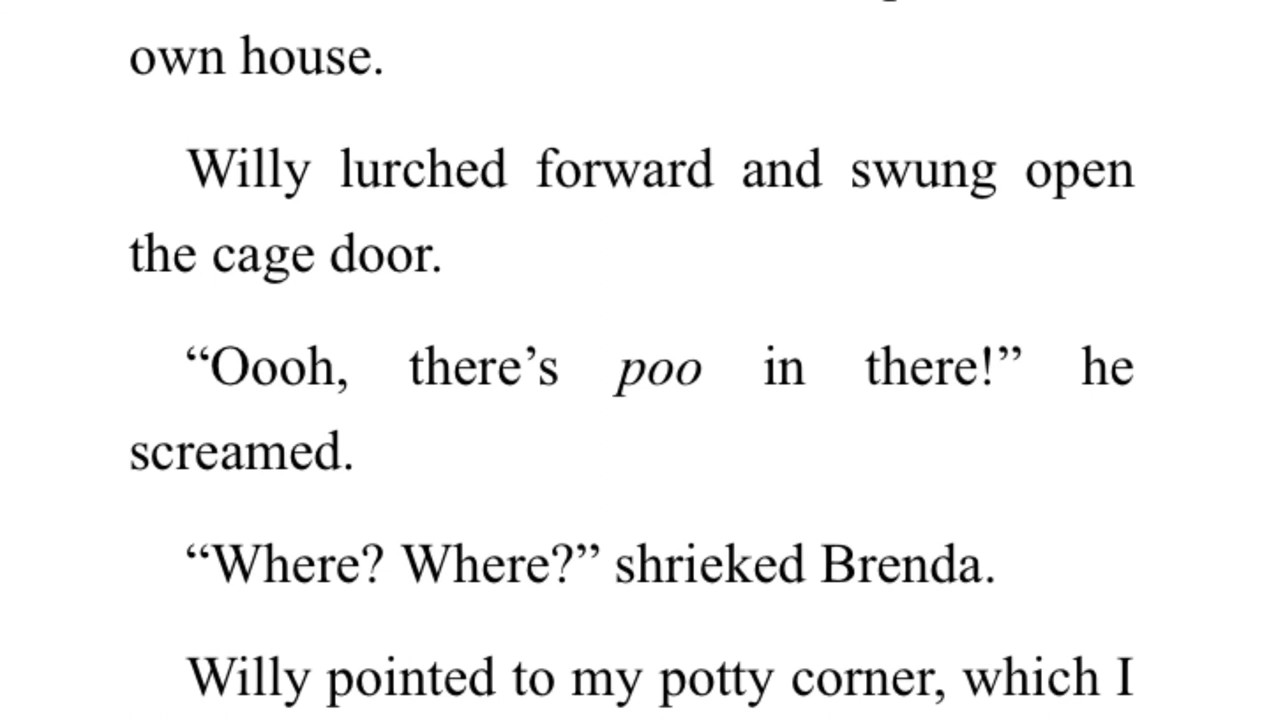 own house.
Willy lurched forward and swung open
the cage door.
“Oooh, there’s poo in there!” he
screamed.
“Where? Where?” shrieked Brenda.
Willy pointed to my potty corner, which I